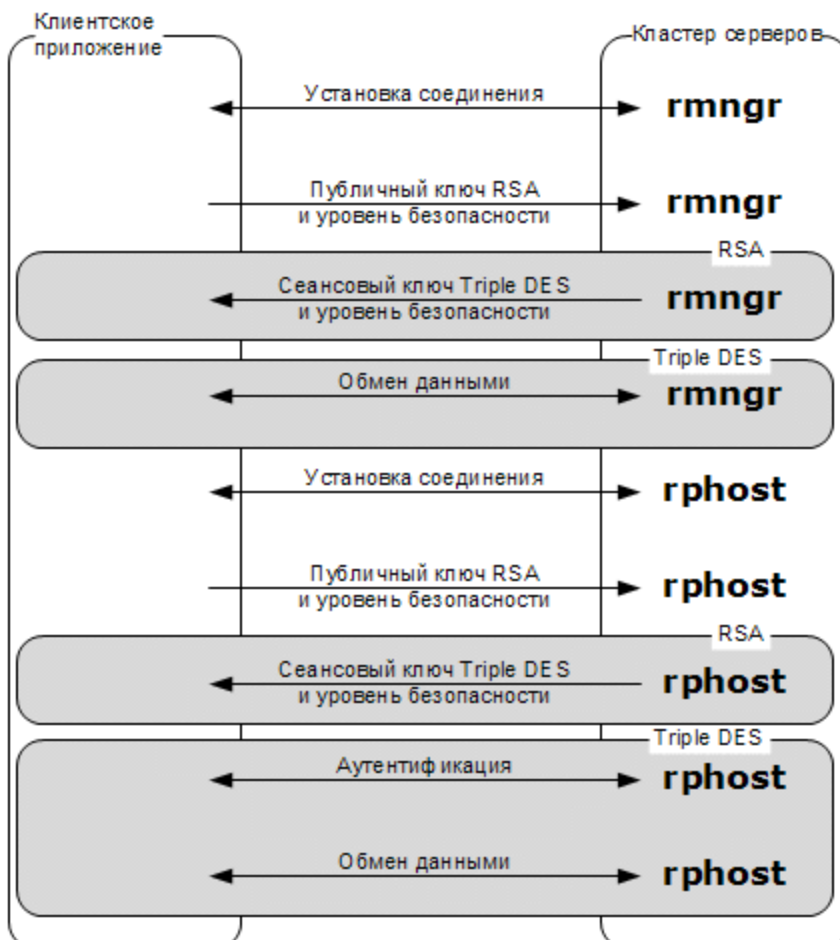 Клиентское
приложение
Кластер серверов
Установка соединения
rmngr
Публичный ключ RSA
и уровень безопасности
rmngr
RSA
Сеансовый ключ Triple DES
и уровень безопасности
rmngr
Triple DES
Обмен данными
rmngr
Установка соединения
rphost
Публичный ключ RSA
и уровень безопасности
rphost
RSA
Сеансовый ключ Triple DES
и уровень безопасности
rphost
Triple DES
Аутентификация
rphost
Обмен данными
rphost